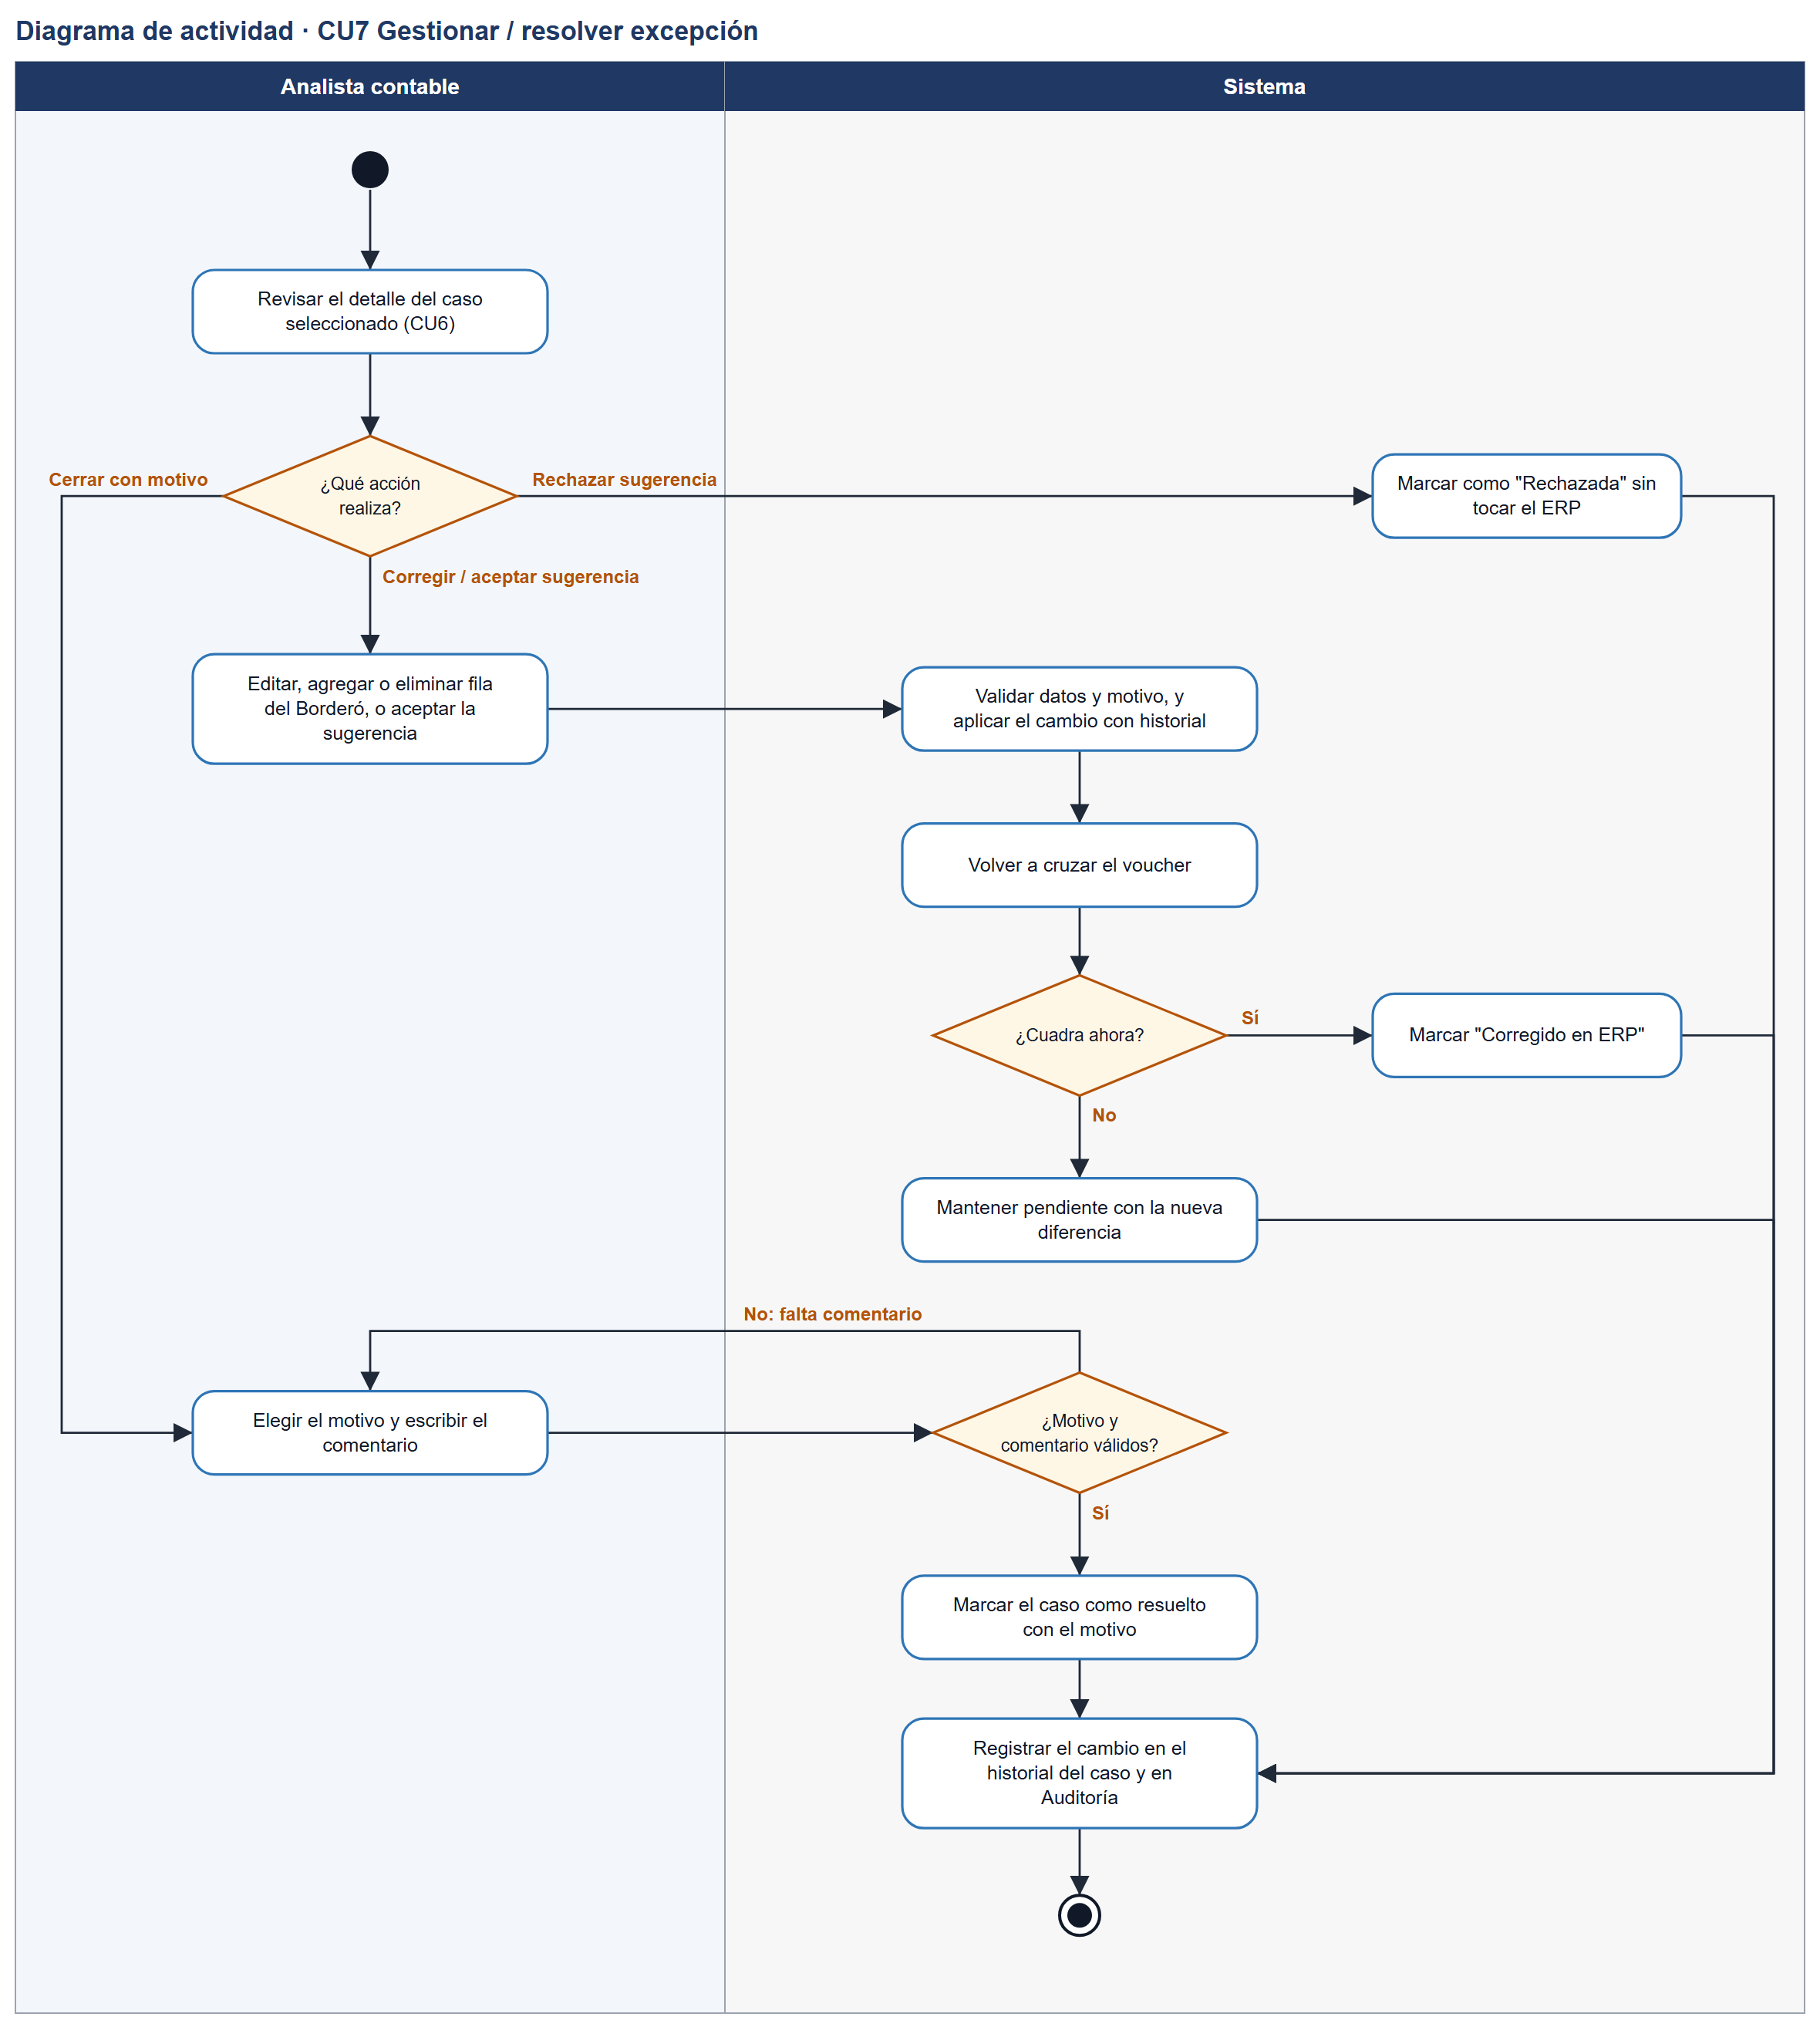 Diagrama de actividad · CU7 Gestionar / resolver excepción
Analista contable
Sistema
Revisar el detalle del caso
seleccionado (CU6)
¿Qué acción
realiza?
Cerrar con motivo
Rechazar sugerencia
Marcar como "Rechazada" sin
tocar el ERP
Corregir / aceptar sugerencia
Editar, agregar o eliminar fila
del Borderó, o aceptar la
sugerencia
Validar datos y motivo, y
aplicar el cambio con historial
Volver a cruzar el voucher
¿Cuadra ahora?
Sí
Marcar "Corregido en ERP"
No
Mantener pendiente con la nueva
diferencia
No: falta comentario
Elegir el motivo y escribir el
comentario
¿Motivo y
comentario válidos?
Sí
Marcar el caso como resuelto
con el motivo
Registrar el cambio en el
historial del caso y en
Auditoría